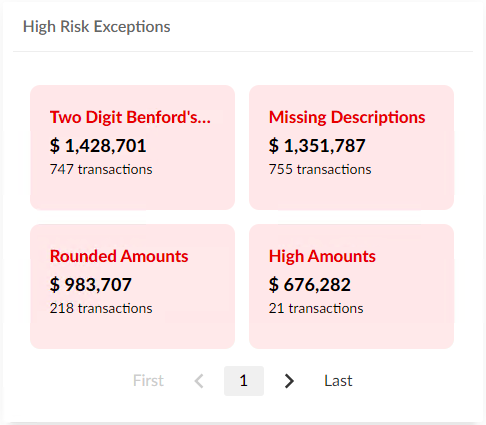 High Risk Exceptions
Two Digit Benford's...
$ 1,428,701
747 transactions
Missing Descriptions
$ 1,351,787
755 transactions
Rounded Amounts
$ 983,707
218 transactions
High Amounts
$ 676,282
21 transactions
First < 1 > Last